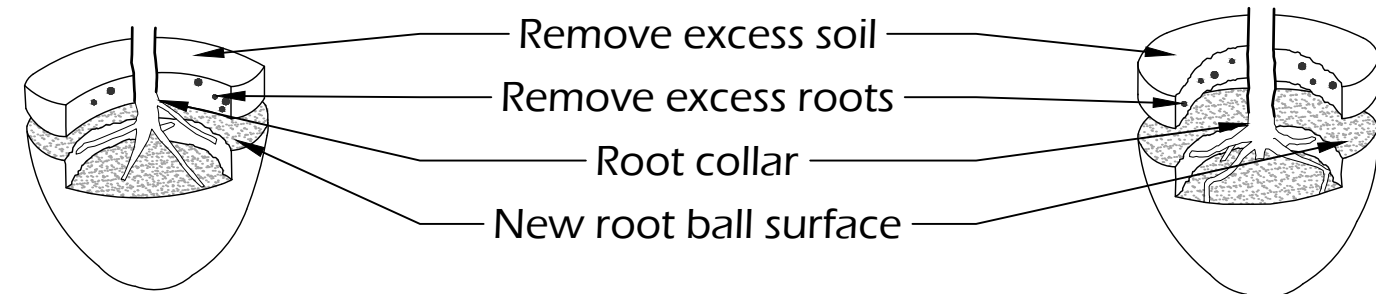 Remove excess soil
Remove excess roots
Root collar
New root ball surface